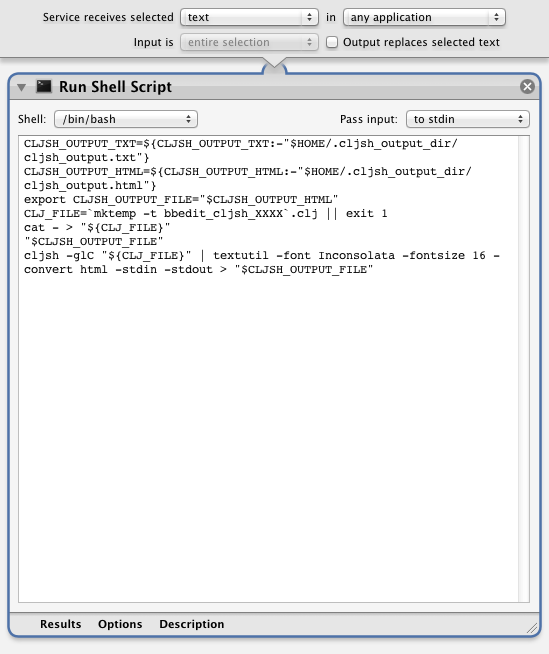 Service receives selected text in any application
Input is entire selection Output replaces selected text
Run Shell Script
Shell: /bin/bash Pass input: to stdin
CLJSH_OUTPUT_TXT=${CLJSH_OUTPUT_TXT:-"$HOME/.cljsh_output_dir/
cljsh_output.txt"}
CLJSH_OUTPUT_HTML=${CLJSH_OUTPUT_HTML:-"$HOME/.cljsh_output_dir/
cljsh_output.html"}
export CLJSH_OUTPUT_FILE="$CLJSH_OUTPUT_HTML"
CLJ_FILE=`mktemp -t bbedit_cljsh_XXXX`.clj || exit 1
cat - > "${CLJ_FILE}"
"$CLJSH_OUTPUT_FILE"
cljsh -glC "${CLJ_FILE}" | textutil -font Inconsolata -fontsize 16 -
convert html -stdin -stdout > "$CLJSH_OUTPUT_FILE"
Results Options Description